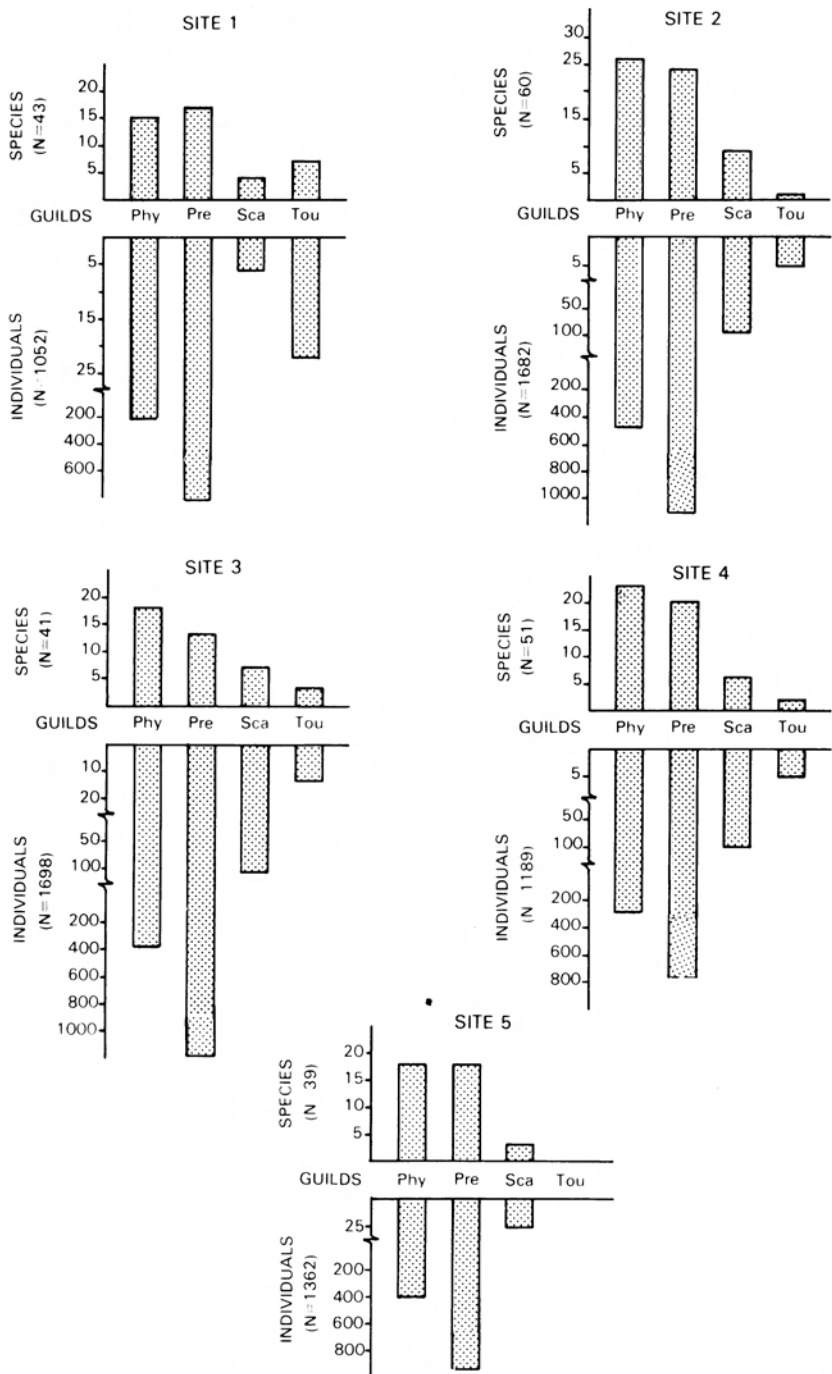 SITE 1
SPECIES
(N=43)
20
15
10
5
GUILDS Phy Pre Sca Tou
INDIVIDUALS
(N=1052)
5
15
25
200
400
600
SITE 2
SPECIES
(N=60)
35
25
15
5
GUILDS Phy Pre Sca Tou
INDIVIDUALS
(N=1682)
5
50
100
200
400
600
800
1000
SITE 3
SPECIES
(N=41)
20
15
10
5
GUILDS Phy Pre Sca Tou
INDIVIDUALS
(N=1698)
10
20
50
100
200
400
600
800
1000
SITE 4
SPECIES
(N=51)
20
15
10
5
GUILDS Phy Pre Sca Tou
INDIVIDUALS
(N 1189)
5
50
100
200
400
600
800
SITE 5
SPECIES
(N 39)
20
15
10
5
GUILDS Phy Pre Sca Tou
INDIVIDUALS
(N=1362)
25
200
400
600
800